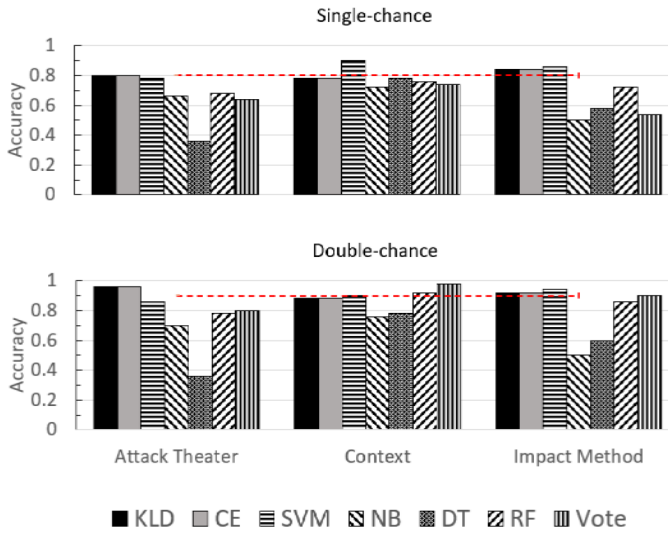 Single-chance
Accuracy
1
0.8
0.6
0.4
0.2
0
Double-chance
Accuracy
1
0.8
0.6
0.4
0.2
0
Attack Theater Context Impact Method
KLD CE SVM NB DT RF Vote